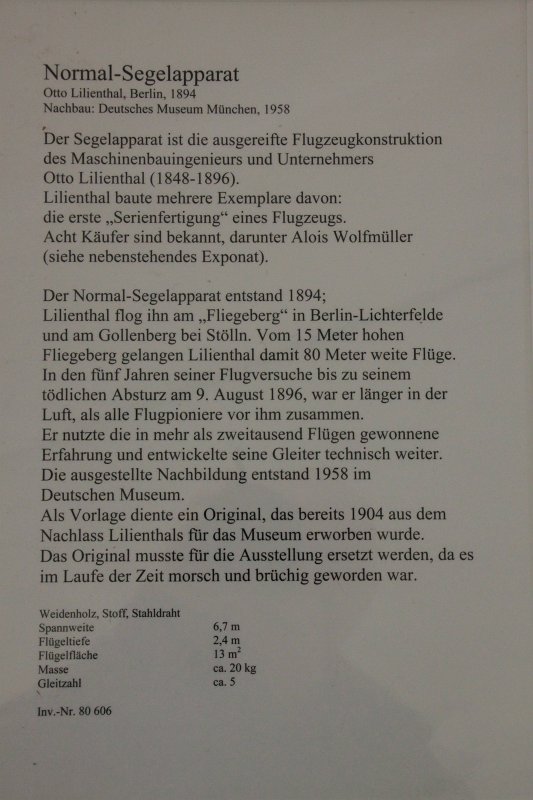 Normal-Segelapparat
Otto Lilienthal, Berlin, 1894
Nachbau: Deutsches Museum München, 1958
Der Segelapparat ist die ausgereifte Flugzeugkonstruktion
des Maschinenbauingenieurs und Unternehmers
Otto Lilienthal (1848-1896).
Lilienthal baute mehrere Exemplare davon:
die erste „Serienfertigung“ eines Flugzeugs.
Acht Käufer sind bekannt, darunter Alois Wolfmüller
(siehe nebenstehendes Exponat).
Der Normal-Segelapparat entstand 1894;
Lilienthal flog ihn am „Fliegeberg“ in Berlin-Lichterfelde
und am Gollenberg bei Stölln. Vom 15 Meter hohen
Fliegeberg gelangen Lilienthal damit 80 Meter weite Flüge.
In den fünf Jahren seiner Flugversuche bis zu seinem
tödlichen Absturz am 9. August 1896, war er länger in der
Luft, als alle Flugpioniere vor ihm zusammen.
Er nutzte die in mehr als zweitausend Flügen gewonnene
Erfahrung und entwickelte seine Gleiter technisch weiter.
Die ausgestellte Nachbildung entstand 1958 im
Deutschen Museum.
Als Vorlage diente ein Original, das bereits 1904 aus dem
Nachlass Lilienthals für das Museum erworben wurde.
Das Original musste für die Ausstellung ersetzt werden, da es
im Laufe der Zeit morsch und brüchig geworden war.
Weidenholz, Stoff, Stahldraht
Spannweite 6,7 m
Flügeltiefe 2,4 m
Flügelfläche 13 m²
Masse ca. 20 kg
Gleitzahl ca. 5
Inv.-Nr. 80 606